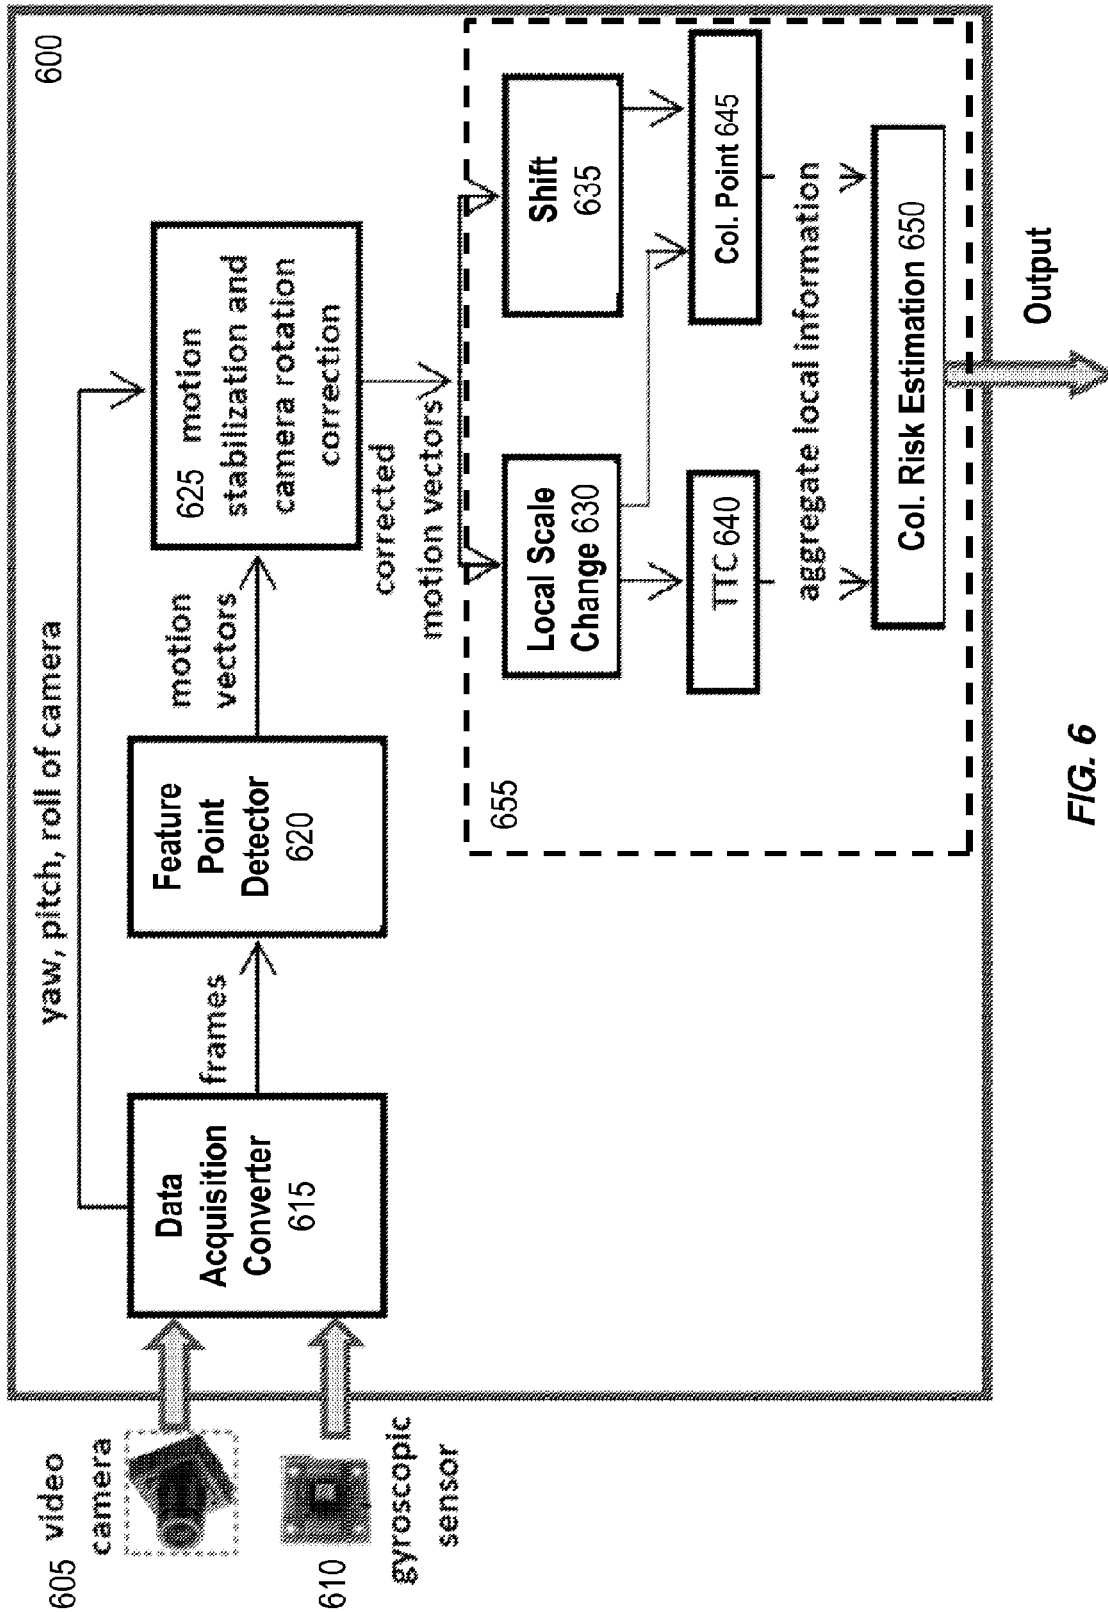 600
605 video
camera
610
gyroscopic
sensor
yaw, pitch, roll of camera
Data
Acquisition
Converter
615
frames
Feature
Point
Detector
620
motion
vectors
625 motion
stabilization and
camera rotation
correction
corrected
motion vectors
655
Local Scale
Change 630
Shift
635
TTC 640
Col. Point 645
aggregate local information
Col. Risk Estimation 650
Output
FIG. 6